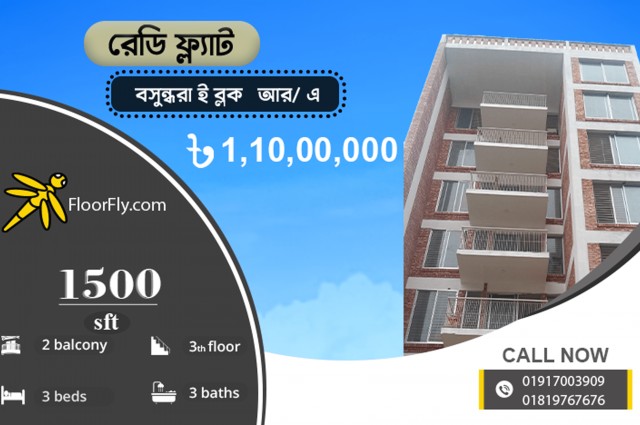 রেডি ফ্ল্যাট
বসুন্ধরা ই ব্লক আর/ এ
৳ 1,10,00,000
FloorFly.com
1500
sft
2 balcony
3th floor
3 beds
3 baths
CALL NOW
01917003909
01819767676